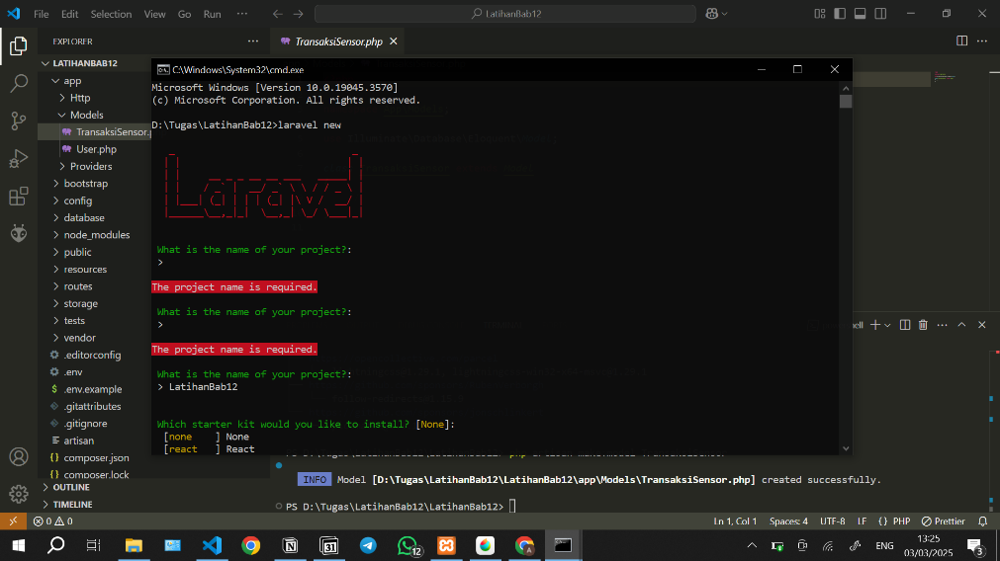 File Edit Selection View Go Run ···
LatihanBab12
EXPLORER
LATIHANBAB12
app
Http
Models
TransaksiSensor.p
User.php
Providers
bootstrap
config
database
node_modules
public
resources
routes
storage
tests
vendor
.editorconfig
.env
.env.example
.gitattributes
.gitignore
artisan
composer.json
composer.lock
OUTLINE
TIMELINE
TransaksiSensor.php
C:\Windows\System32\cmd.exe
Microsoft Windows [Version 10.0.19045.3570]
(c) Microsoft Corporation. All rights reserved.
D:\Tugas\LatihanBab12>laravel new
Laravel
What is the name of your project?:
>
The project name is required.
What is the name of your project?:
>
The project name is required.
What is the name of your project?:
> LatihanBab12
Which starter kit would you like to install? [None]:
[none ] None
[react ] React
INFO Model [D:\Tugas\LatihanBab12\LatihanBab12\app\Models\TransaksiSensor.php] created successfully.
PS D:\Tugas\LatihanBab12\LatihanBab12>
0 0 Ln 1, Col 1 Spaces: 4 UTF-8 LF {} PHP Prettier
31 12 ENG 13:25
03/03/2025 3